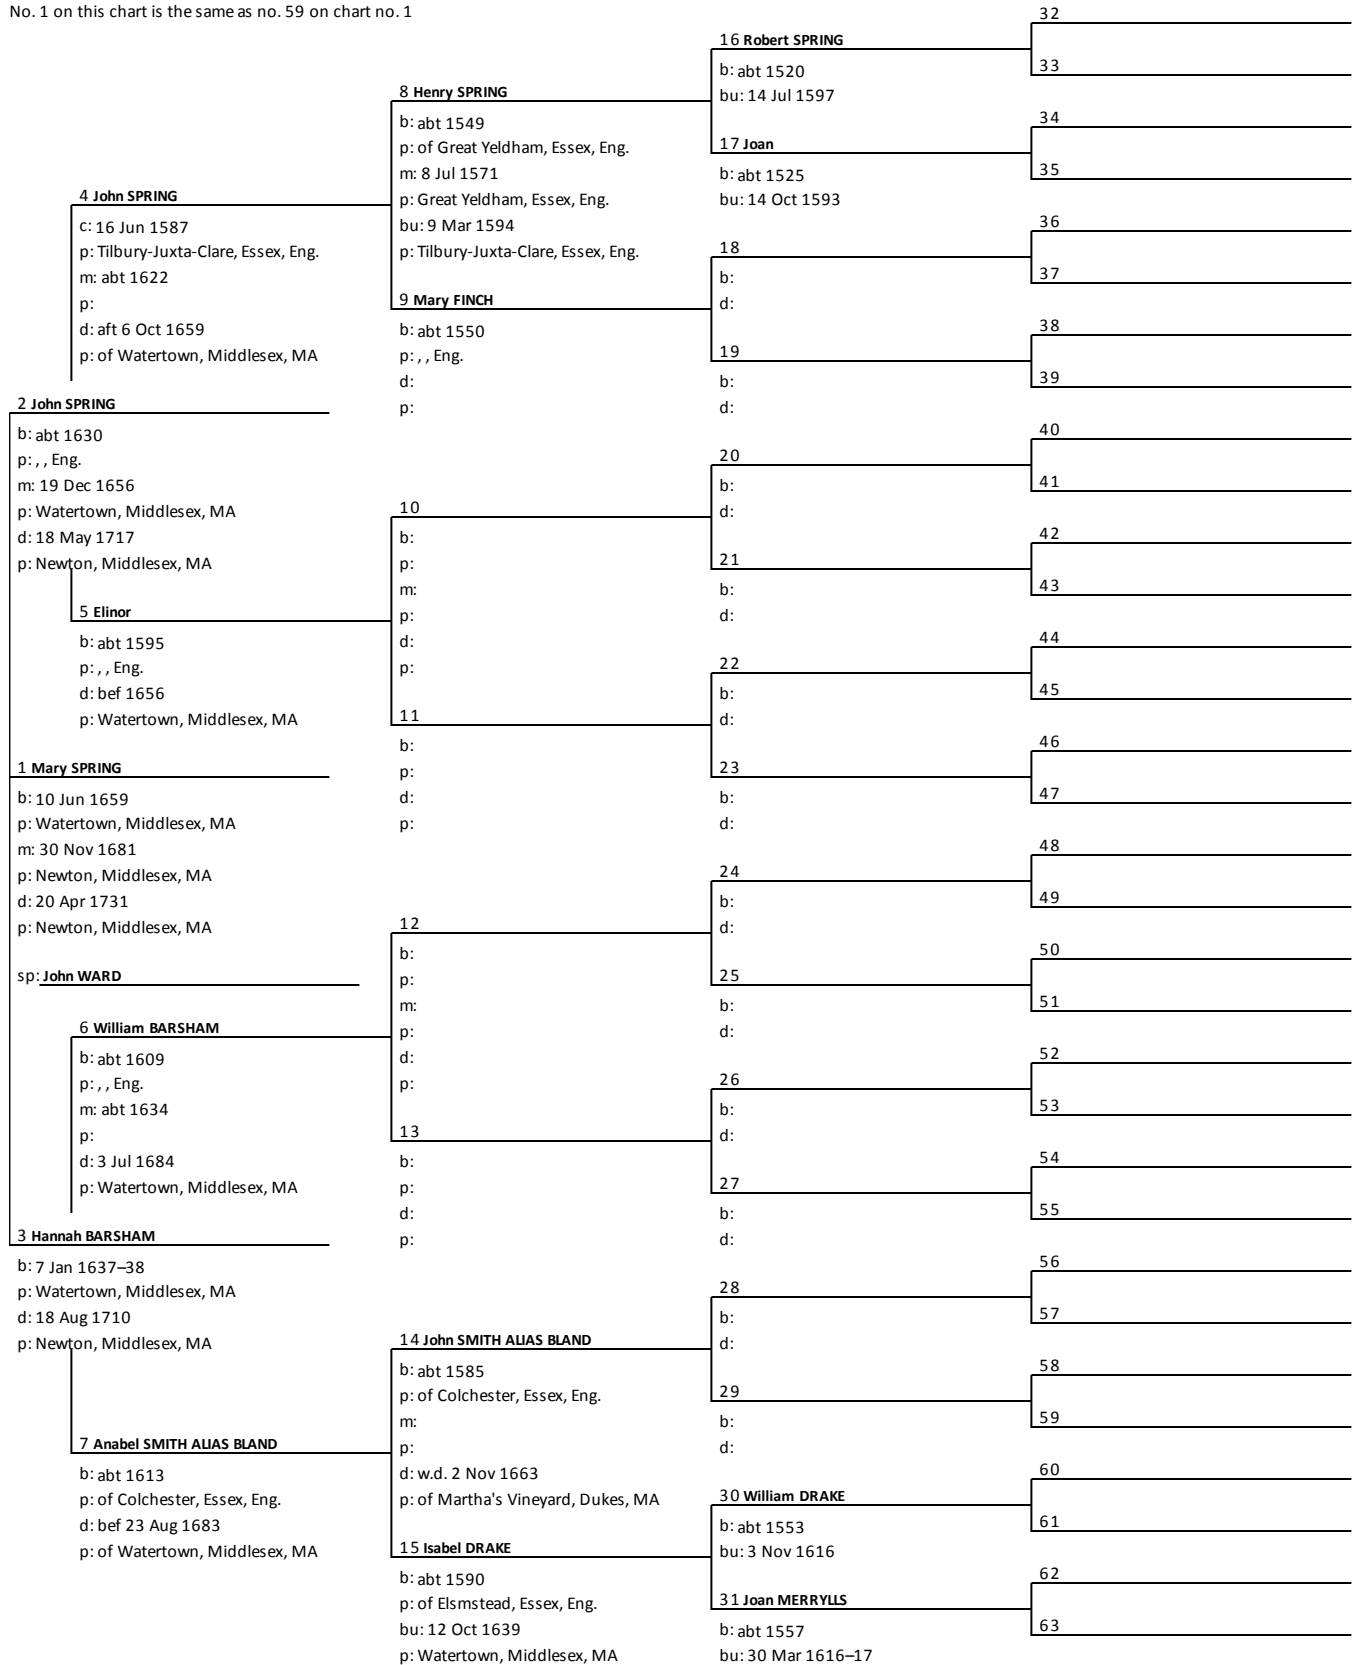 No. 1 on this chart is the same as no. 59 on chart no. 1
4 John SPRING
c: 16 Jun 1587
p: Tilbury-Juxta-Clare, Essex, Eng.
m: abt 1622
p:
d: aft 6 Oct 1659
p: of Watertown, Middlesex, MA
2 John SPRING
b: abt 1630
p: , , Eng.
m: 19 Dec 1656
p: Watertown, Middlesex, MA
d: 18 May 1717
p: Newton, Middlesex, MA
5 Elinor
b: abt 1595
p: , , Eng.
d: bef 1656
p: Watertown, Middlesex, MA
1 Mary SPRING
b: 10 Jun 1659
p: Watertown, Middlesex, MA
m: 30 Nov 1681
p: Newton, Middlesex, MA
d: 20 Apr 1731
p: Newton, Middlesex, MA
sp: John WARD
6 William BARSHAM
b: abt 1609
p: , , Eng.
m: abt 1634
p:
d: 3 Jul 1684
p: Watertown, Middlesex, MA
3 Hannah BARSHAM
b: 7 Jan 1637–38
p: Watertown, Middlesex, MA
d: 18 Aug 1710
p: Newton, Middlesex, MA
7 Anabel SMITH ALIAS BLAND
b: abt 1613
p: of Colchester, Essex, Eng.
d: bef 23 Aug 1683
p: of Watertown, Middlesex, MA
8 Henry SPRING
b: abt 1549
p: of Great Yeldham, Essex, Eng.
m: 8 Jul 1571
p: Great Yeldham, Essex, Eng.
bu: 9 Mar 1594
p: Tilbury-Juxta-Clare, Essex, Eng.
9 Mary FINCH
b: abt 1550
p: , , Eng.
d:
p:
10
b:
p:
m:
p:
d:
p:
11
b:
p:
d:
p:
12
b:
p:
m:
p:
d:
p:
13
b:
p:
d:
p:
14 John SMITH ALIAS BLAND
b: abt 1585
p: of Colchester, Essex, Eng.
m:
p:
d: w.d. 2 Nov 1663
p: of Martha's Vineyard, Dukes, MA
15 Isabel DRAKE
b: abt 1590
p: of Elsmstead, Essex, Eng.
bu: 12 Oct 1639
p: Watertown, Middlesex, MA
16 Robert SPRING
b: abt 1520
bu: 14 Jul 1597
17 Joan
b: abt 1525
bu: 14 Oct 1593
18
b:
d:
19
b:
d:
20
b:
d:
21
b:
d:
22
b:
d:
23
b:
d:
24
b:
d:
25
b:
d:
26
b:
d:
27
b:
d:
28
b:
d:
29
b:
d:
30 William DRAKE
b: abt 1553
bu: 3 Nov 1616
31 Joan MERRYLLS
b: abt 1557
bu: 30 Mar 1616–17
32
33
34
35
36
37
38
39
40
41
42
43
44
45
46
47
48
49
50
51
52
53
54
55
56
57
58
59
60
61
62
63